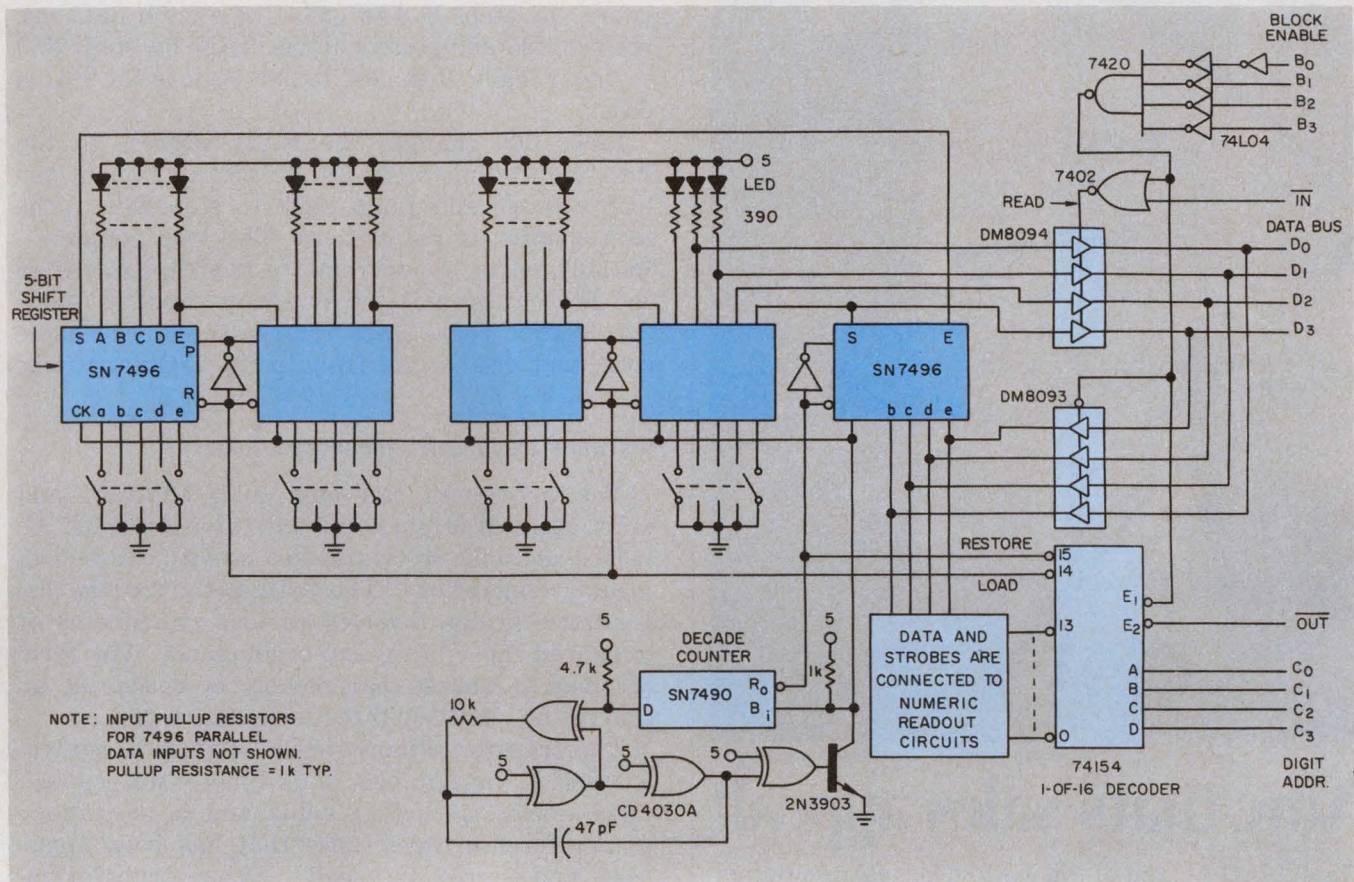 BLOCK
ENABLE
7420
B0
B1
B2
B3
74L04
5
LED
390
7402
READ
IN
DATA BUS
DM8094
D0
D1
D2
D3
5-BIT
SHIFT
REGISTER
S A B C D E
P
SN 7496
R
CK a b c d e
S E
SN7496
b c d e
DM8093
RESTORE
LOAD
15
14
13
0
E1
E2
OUT
A
B
C
D
C0
C1
C2
C3
DIGIT
ADDR.
74154
1-OF-16 DECODER
DATA AND
STROBES ARE
CONNECTED TO
NUMERIC
READOUT
CIRCUITS
5
4.7k
DECADE
COUNTER
D SN7490 R0
Bi
5
1k
10k
5
5
5
CD4030A
2N3903
47pF
NOTE: INPUT PULLUP RESISTORS
FOR 7496 PARALLEL
DATA INPUTS NOT SHOWN.
PULLUP RESISTANCE = 1k TYP.